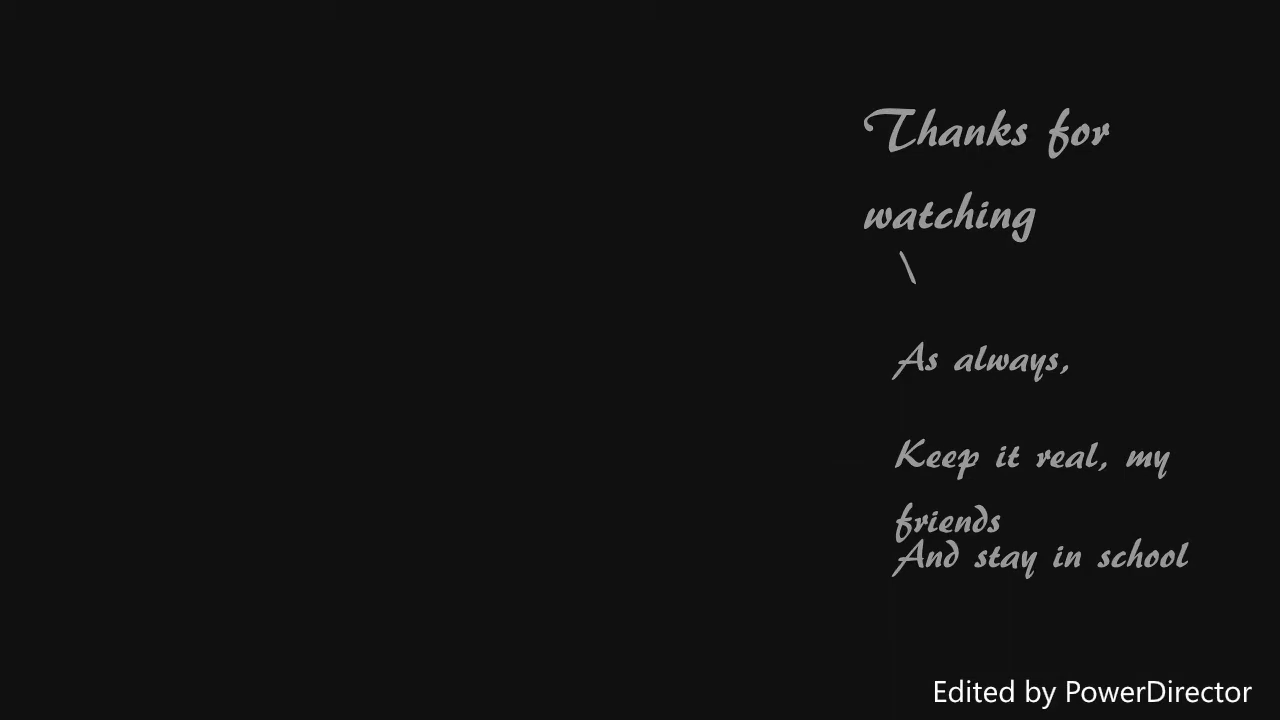 Thanks for
watching
\
As always,
Keep it real, my
friends
And stay in school
Edited by PowerDirector